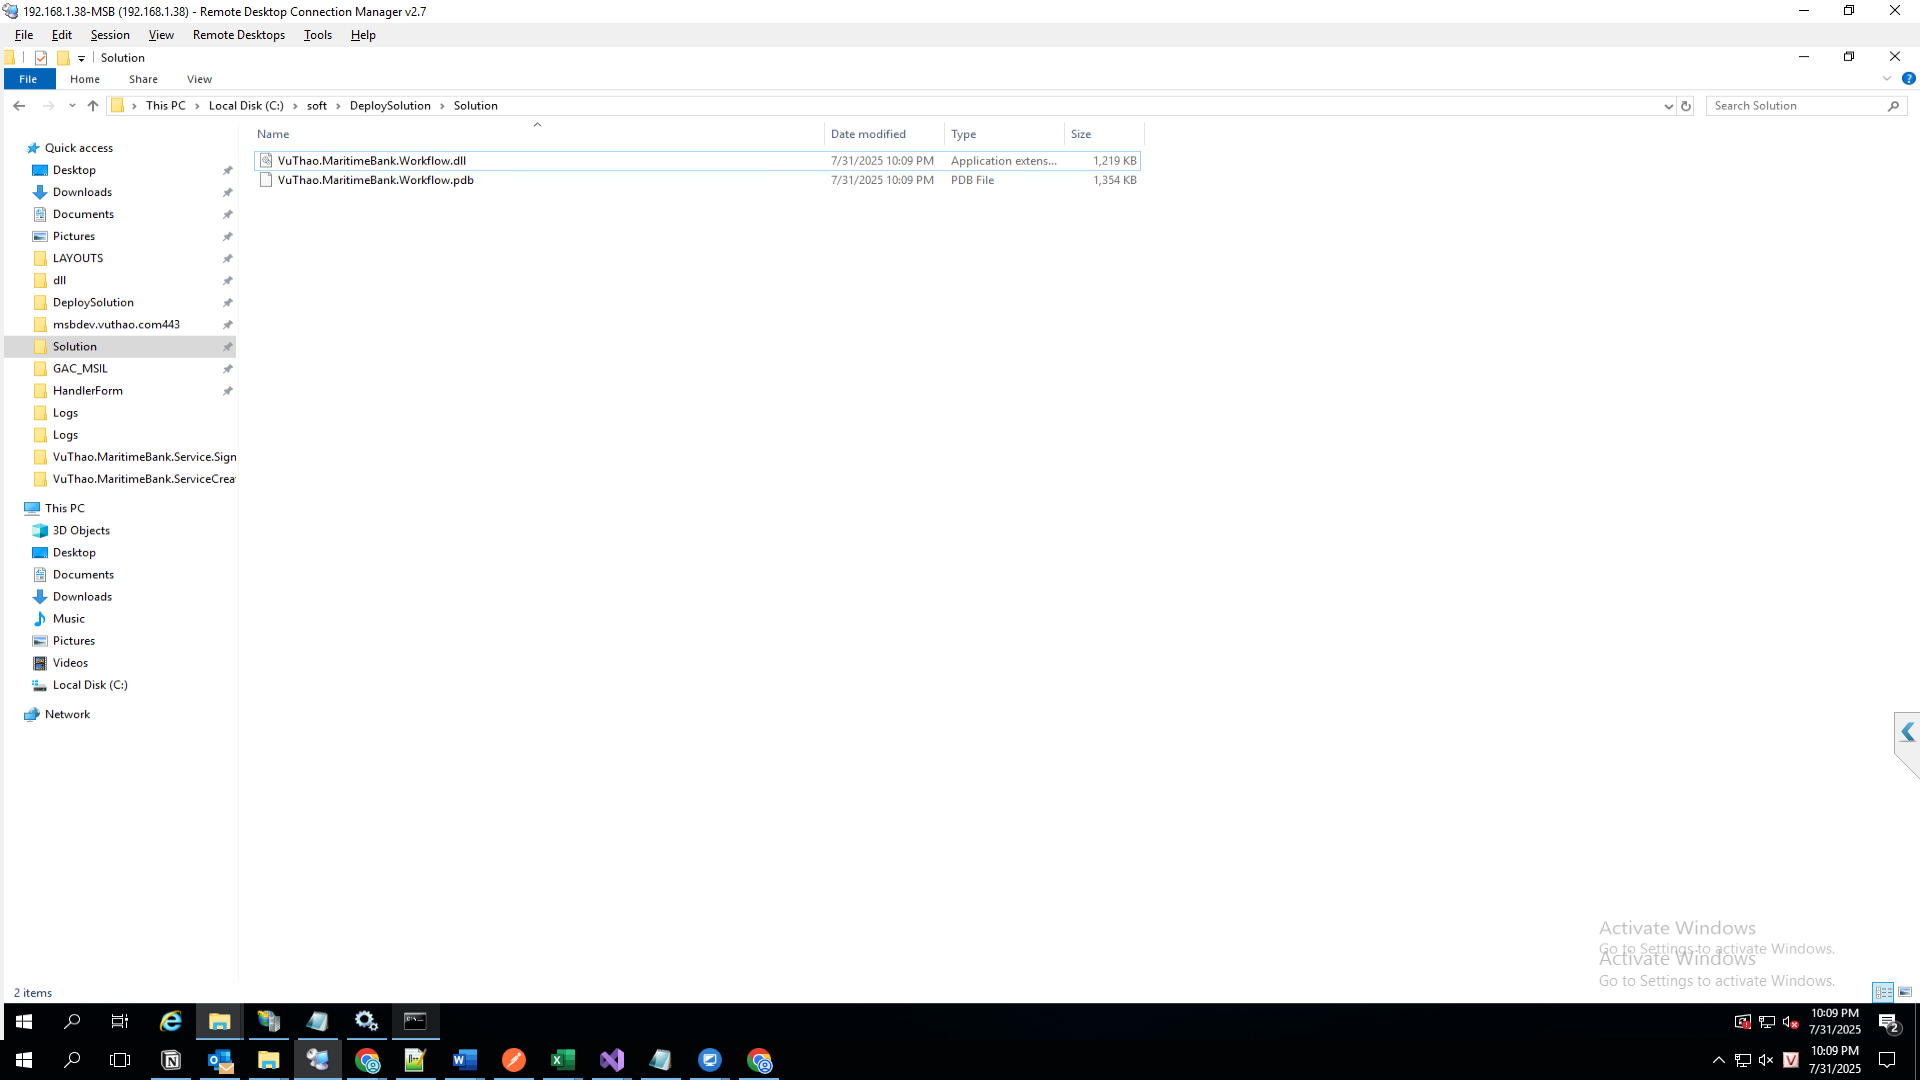 192.168.1.38-MSB (192.168.1.38) - Remote Desktop Connection Manager v2.7
File Edit Session View Remote Desktops Tools Help
Solution
File Home Share View
This PC Local Disk (C:) soft DeploySolution Solution
Search Solution
Name Date modified Type Size
VuThao.MaritimeBank.Workflow.dll 7/31/2025 10:09 PM Application extens... 1,219 KB
VuThao.MaritimeBank.Workflow.pdb 7/31/2025 10:09 PM PDB File 1,354 KB
Quick access
Desktop
Downloads
Documents
Pictures
LAYOUTS
dll
DeploySolution
msbdev.vuthao.com443
Solution
GAC_MSIL
HandlerForm
Logs
Logs
VuThao.MaritimeBank.Service.Sign
VuThao.MaritimeBank.ServiceCrea
This PC
3D Objects
Desktop
Documents
Downloads
Music
Pictures
Videos
Local Disk (C:)
Network
Activate Windows
Go to Settings to activate Windows.
Activate Windows
Go to Settings to activate Windows.
2 items
10:09 PM
7/31/2025
2
10:09 PM
7/31/2025